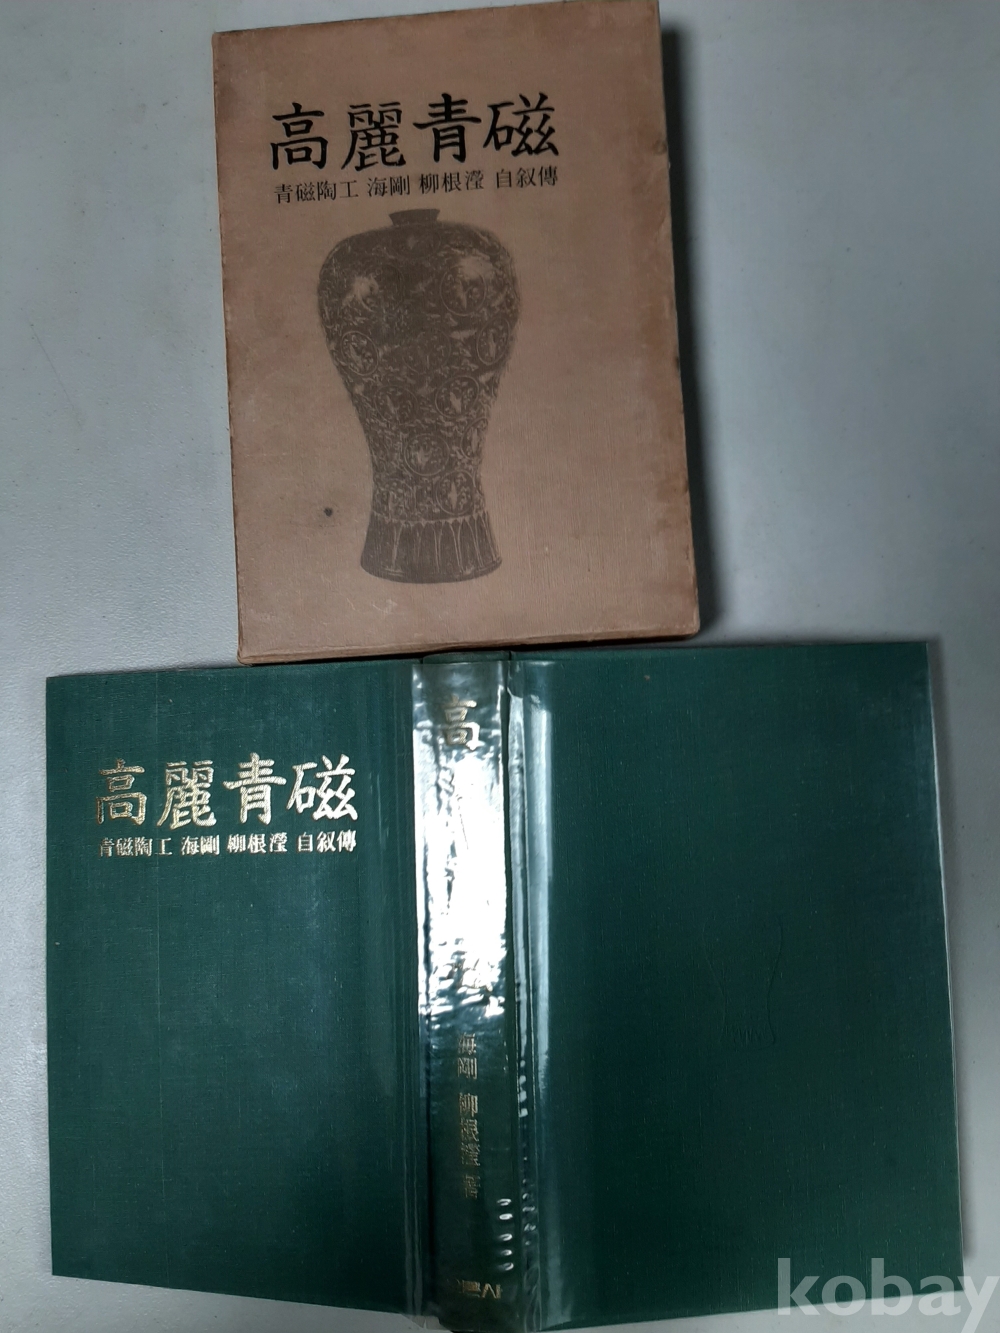 高麗青磁
青磁陶工 海剛 柳根瀅 自叙傳
高麗青磁
青磁陶工 海剛 柳根瀅 自叙傳
高
海剛 柳根瀅 著
kobay